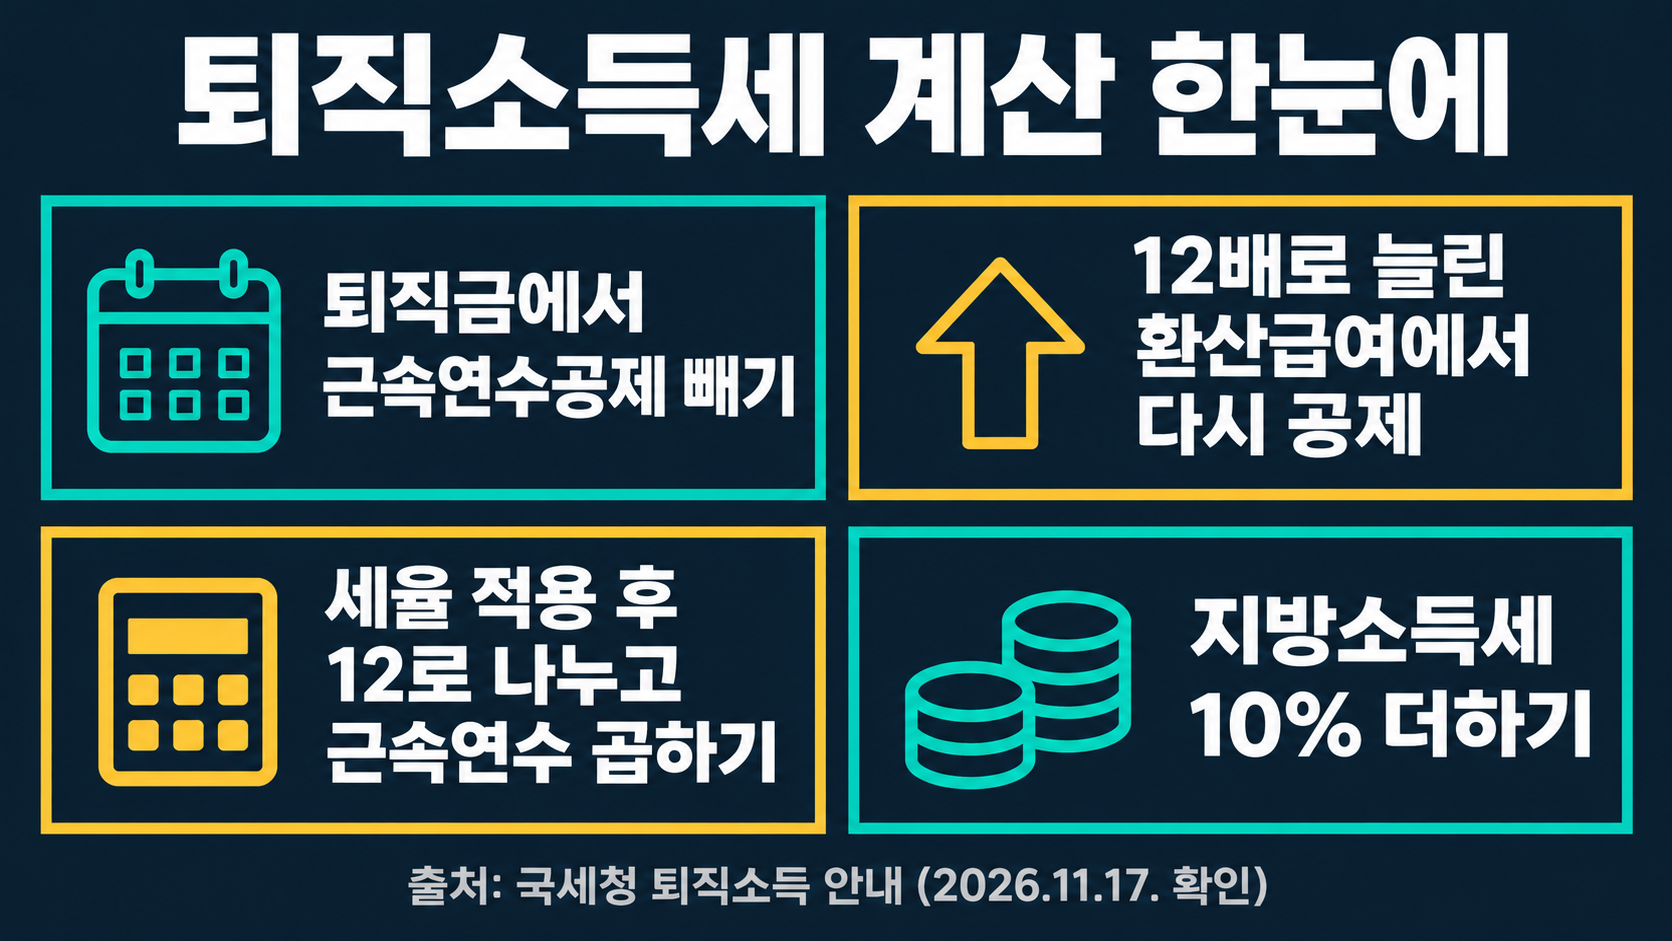 퇴직소득세 계산 한눈에
퇴직금에서
근속연수공제 빼기
12배로 늘린
환산급여에서
다시 공제
세율 적용 후
12로 나누고
근속연수 곱하기
지방소득세
10% 더하기
출처: 국세청 퇴직소득 안내 (2026.11.17. 확인)